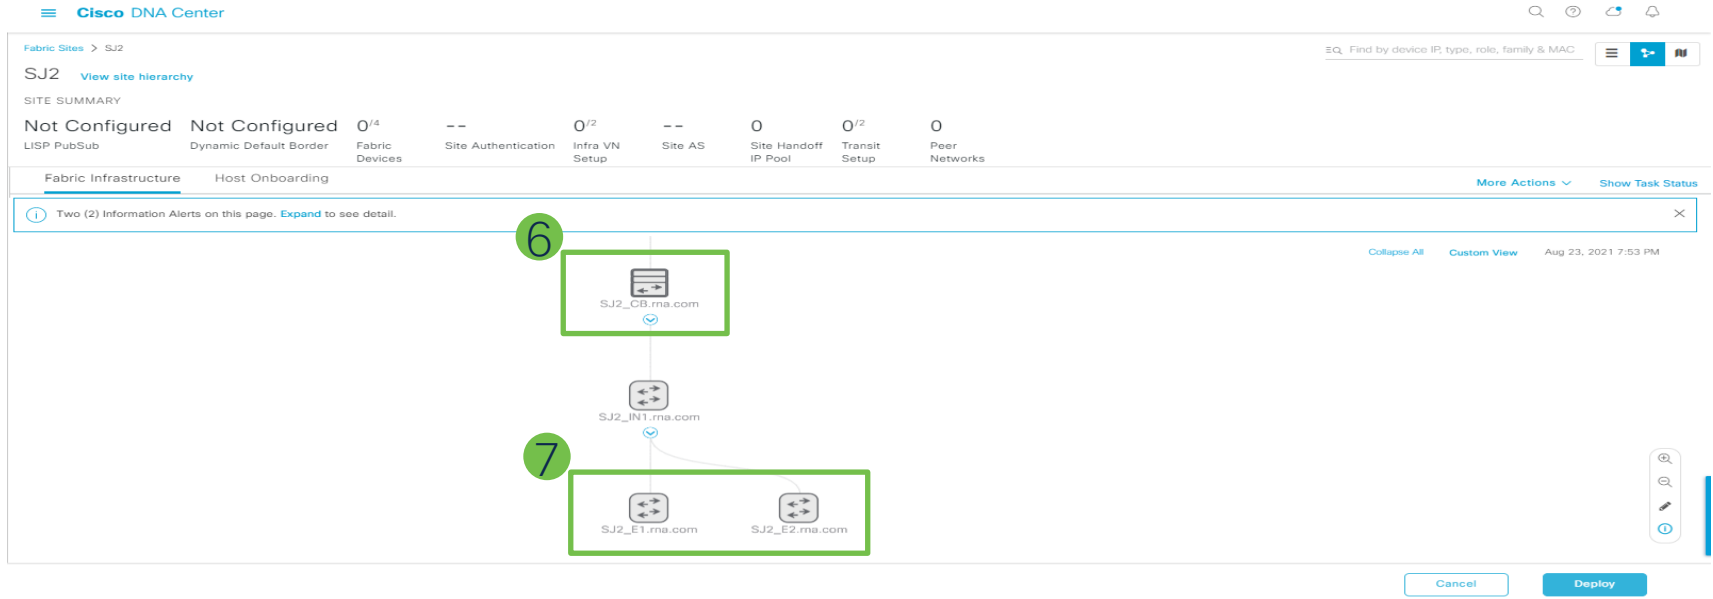 Cisco DNA Center
Fabric Sites > SJ2
Find by device IP, type, role, family & MAC
SJ2 View site hierarchy
SITE SUMMARY
Not Configured Not Configured 0/4 -- 0/2 -- 0 0/2 0
LISP PubSub Dynamic Default Border Fabric Devices Site Authentication Infra VN Setup Site AS Site Handoff IP Pool Transit Setup Peer Networks
Fabric Infrastructure Host Onboarding
More Actions Show Task Status
Two (2) Information Alerts on this page. Expand to see detail.
6
Collapse All Custom View Aug 23, 2021 7:53 PM
SJ2_CB.rna.com
SJ2_IN1.rna.com
7
SJ2_E1.rna.com SJ2_E2.rna.com
Cancel Deploy